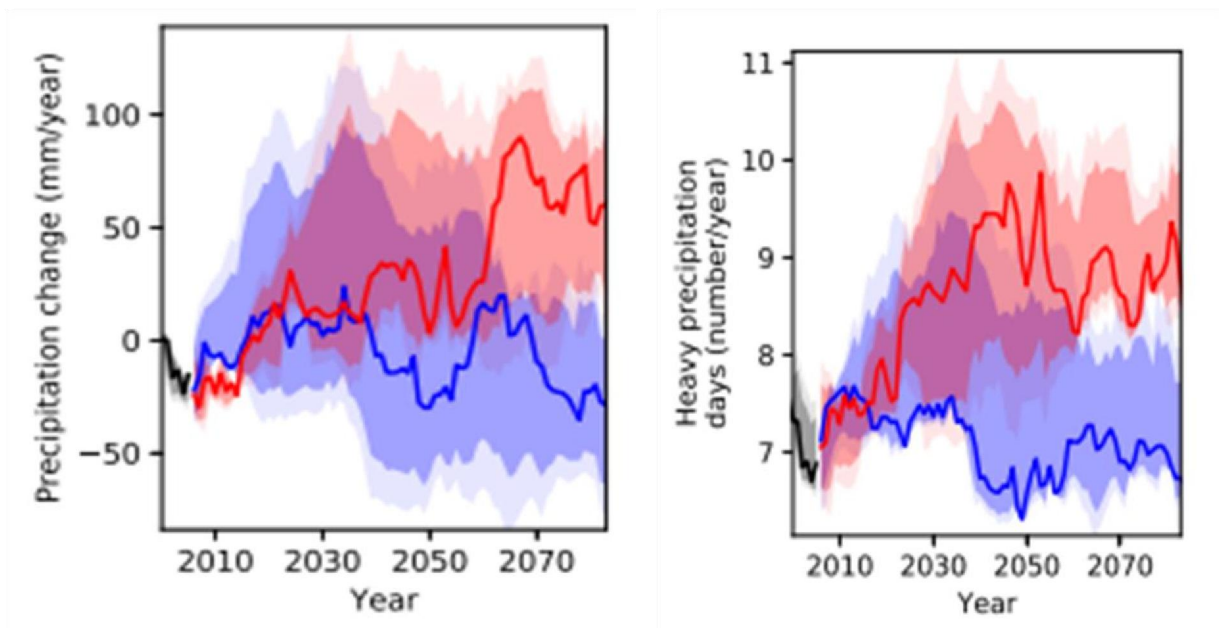 Precipitation change (mm/year)
100
50
0
−50
2010 2030 2050 2070
Year
Heavy precipitation
days (number/year)
11
10
9
8
7
2010 2030 2050 2070
Year